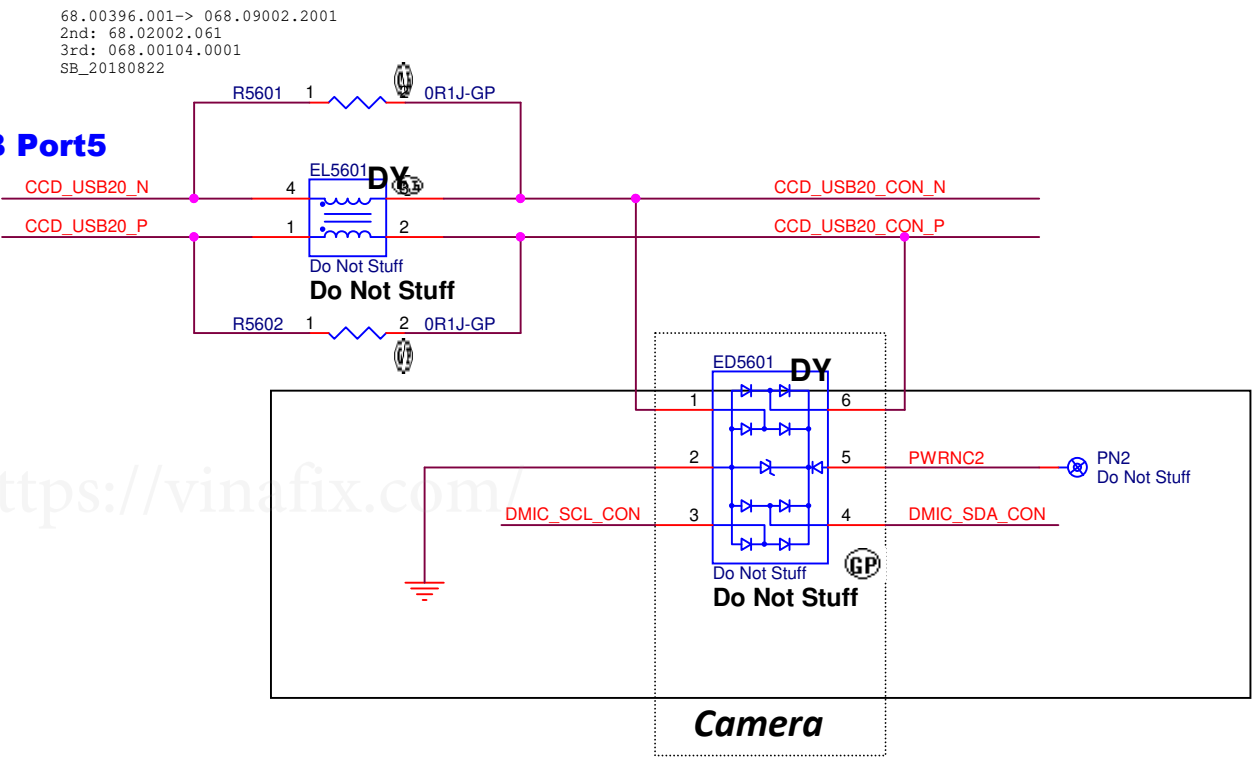 68.00396.001-> 068.09002.2001
2nd: 68.02002.061
3rd: 068.00104.0001
SB_20180822
R5601 1 0R1J-GP
Port5
EL5601 DY
CCD_USB20_N 4 CCD_USB20_CON_N
CCD_USB20_P 1 2 CCD_USB20_CON_P
Do Not Stuff
Do Not Stuff
R5602 1 2 0R1J-GP
ED5601 DY
1 6
2 5 PWRNC2 PN2
Do Not Stuff
ttps://vinafix.com/
DMIC_SCL_CON 3 4 DMIC_SDA_CON
GP
Do Not Stuff
Do Not Stuff
Camera